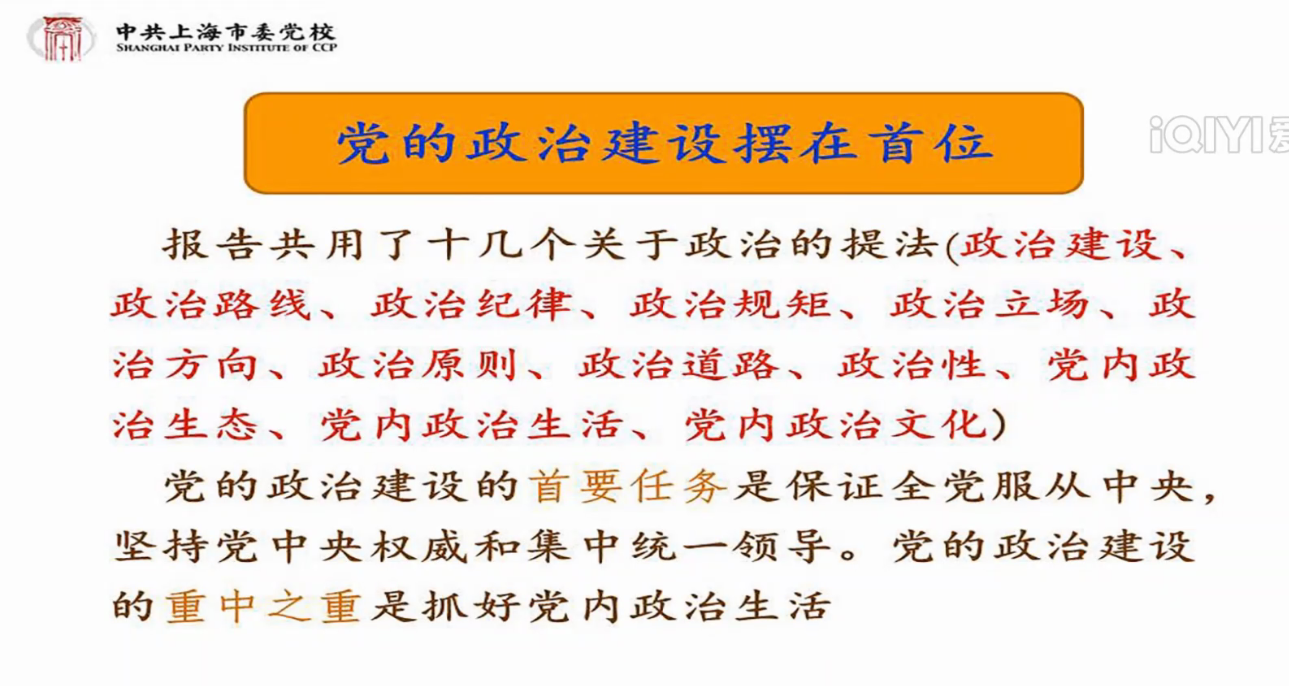 中共上海市委党校
SHANGHAI PARTY INSTITUTE OF CCP
党的政治建设摆在首位
iQIYI爱
报告共用了十几个关于政治的提法(政治建设、
政治路线、政治纪律、政治规矩、政治立场、政
治方向、政治原则、政治道路、政治性、党内政
治生态、党内政治生活、党内政治文化)
党的政治建设的首要任务是保证全党服从中央，
坚持党中央权威和集中统一领导。党的政治建设
的重中之重是抓好党内政治生活